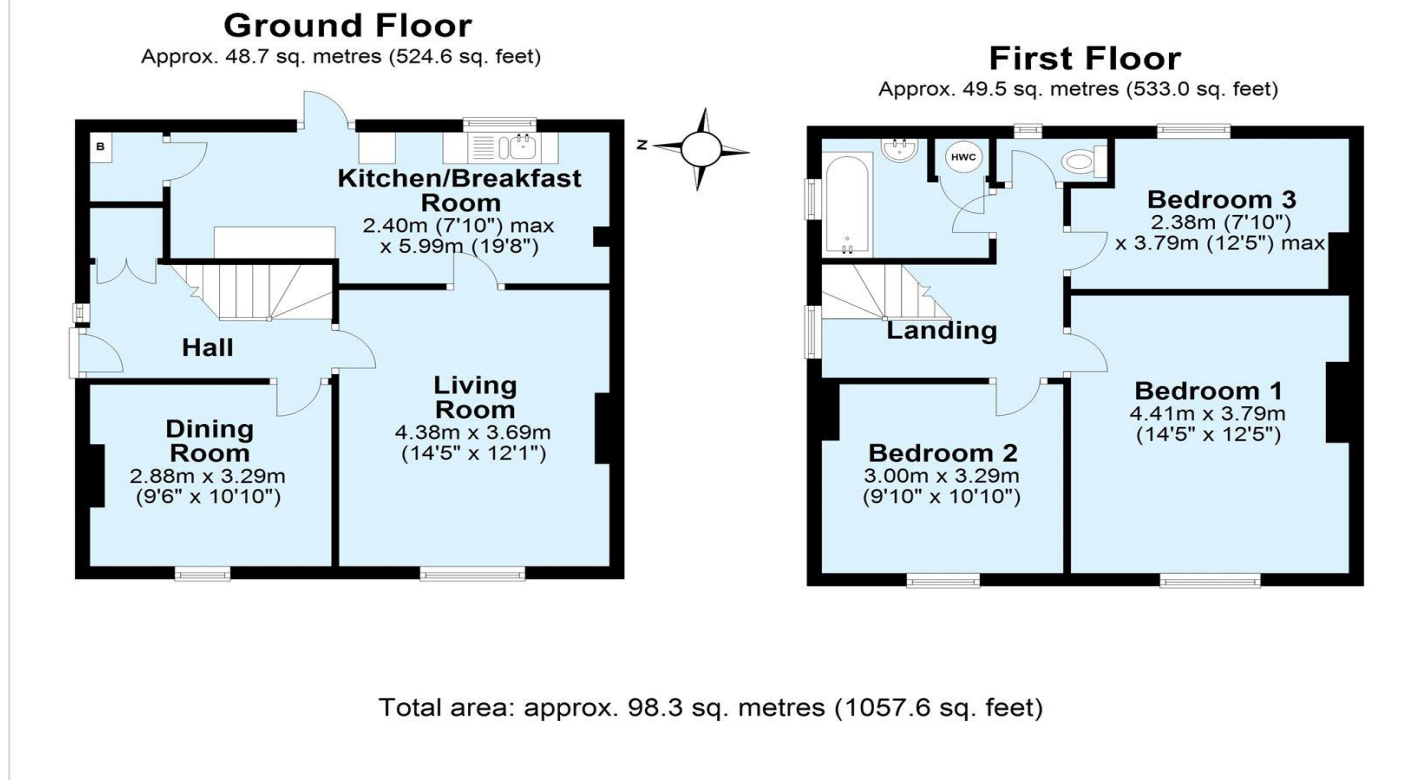 Ground Floor
Approx. 48.7 sq. metres (524.6 sq. feet)
B
Kitchen/Breakfast
Room
2.40m (7'10") max
x 5.99m (19'8")
Hall
Living
Room
4.38m x 3.69m
(14'5" x 12'1")
Dining
Room
2.88m x 3.29m
(9'6" x 10'10")
N
First Floor
Approx. 49.5 sq. metres (533.0 sq. feet)
HWC
Bedroom 3
2.38m (7'10")
x 3.79m (12'5") max
Landing
Bedroom 1
4.41m x 3.79m
(14'5" x 12'5")
Bedroom 2
3.00m x 3.29m
(9'10" x 10'10")
Total area: approx. 98.3 sq. metres (1057.6 sq. feet)